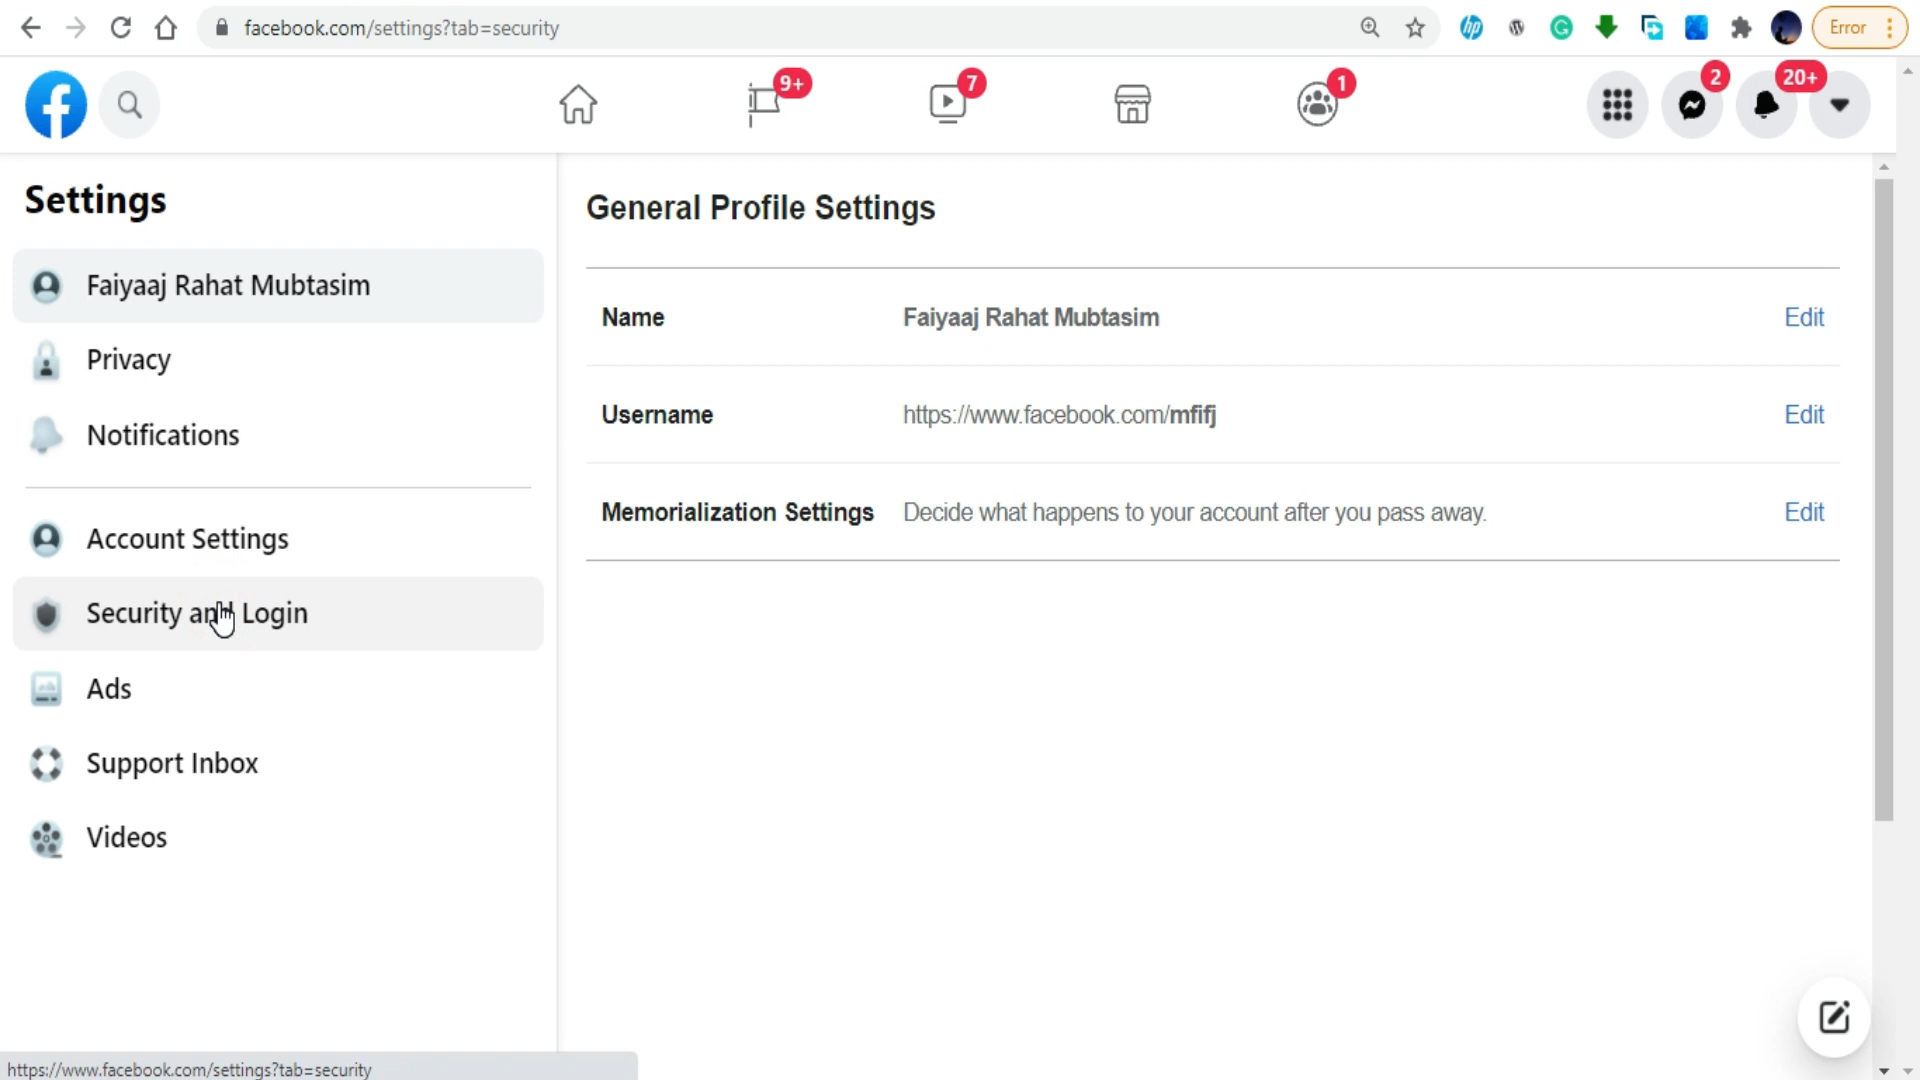 facebook.com/settings?tab=security
Error
9+
7
1
2
20+
Settings
Faiyaaj Rahat Mubtasim
Privacy
Notifications
Account Settings
Security and Login
Ads
Support Inbox
Videos
General Profile Settings
Name Faiyaaj Rahat Mubtasim Edit
Username https://www.facebook.com/mfifj Edit
Memorialization Settings Decide what happens to your account after you pass away. Edit
https://www.facebook.com/settings?tab=security